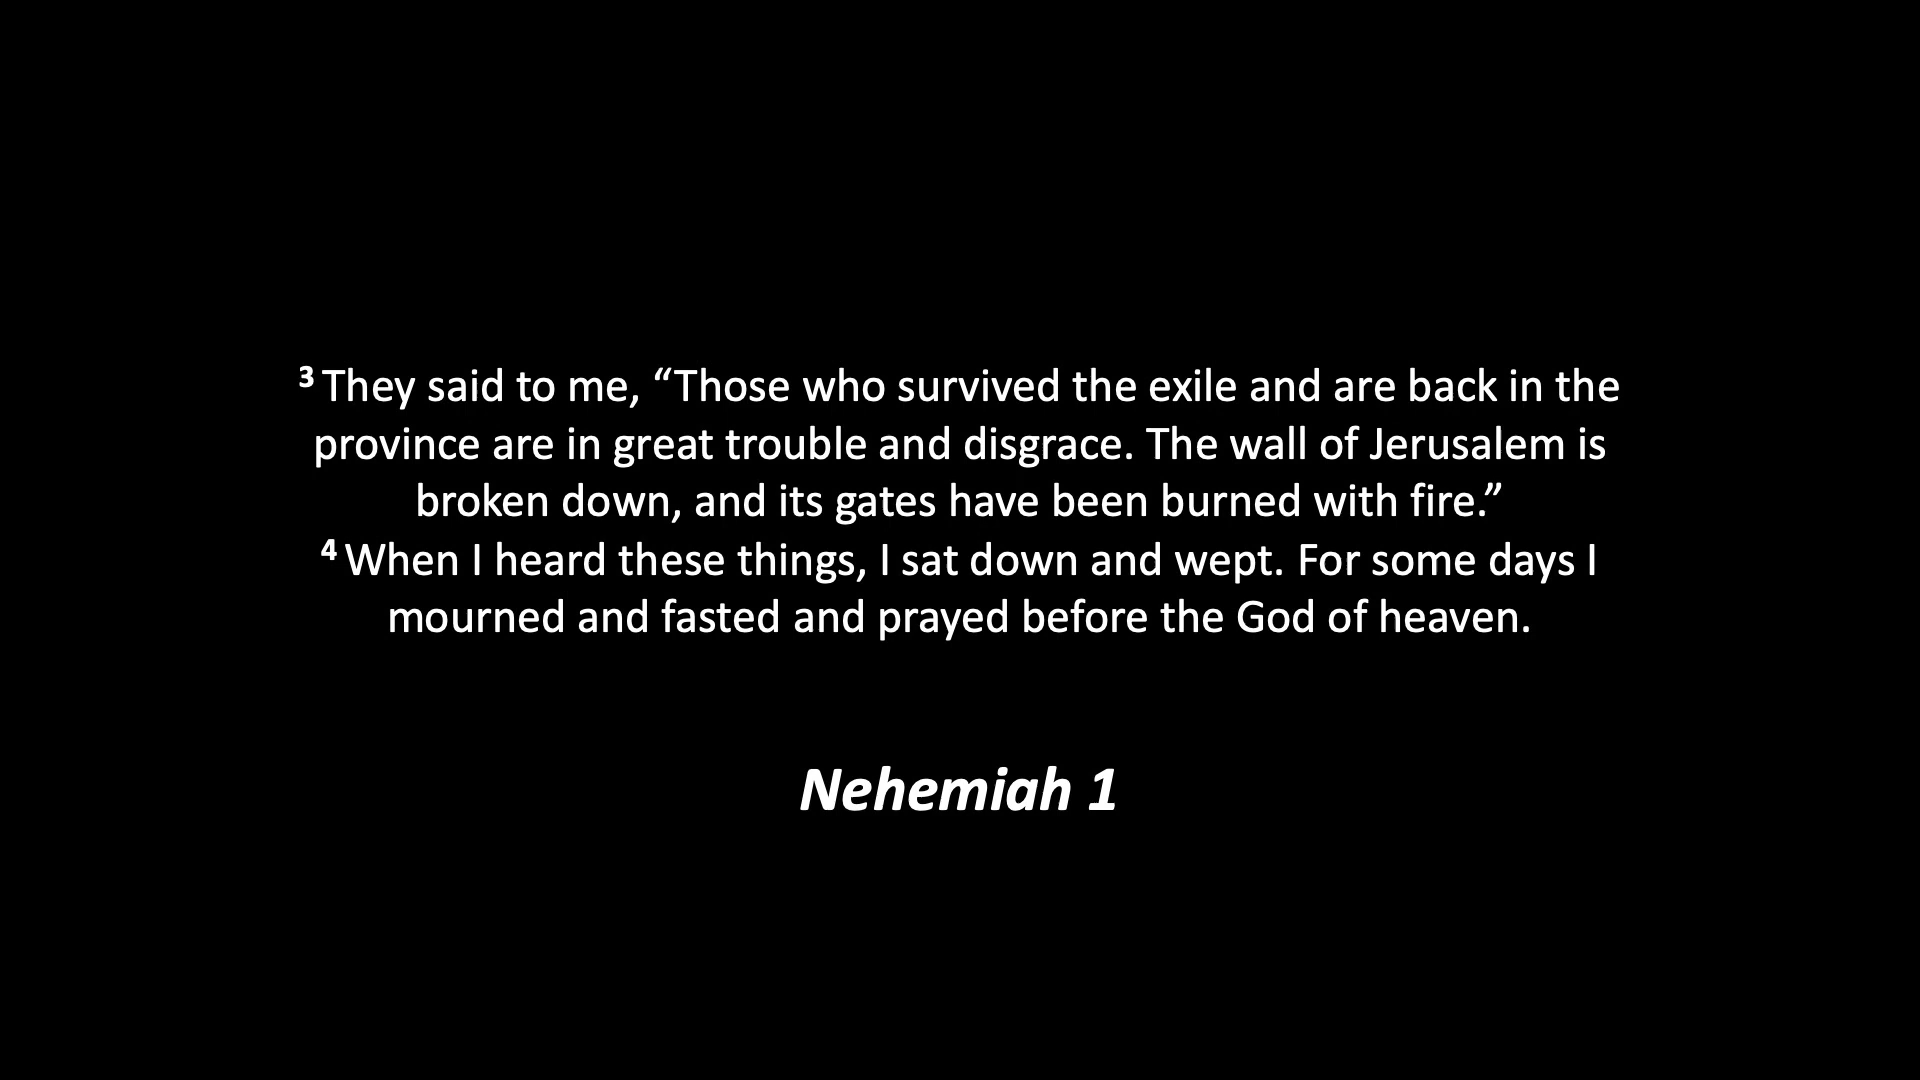 3 They said to me, “Those who survived the exile and are back in the
province are in great trouble and disgrace. The wall of Jerusalem is
broken down, and its gates have been burned with fire.”
4 When I heard these things, I sat down and wept. For some days I
mourned and fasted and prayed before the God of heaven.
Nehemiah 1